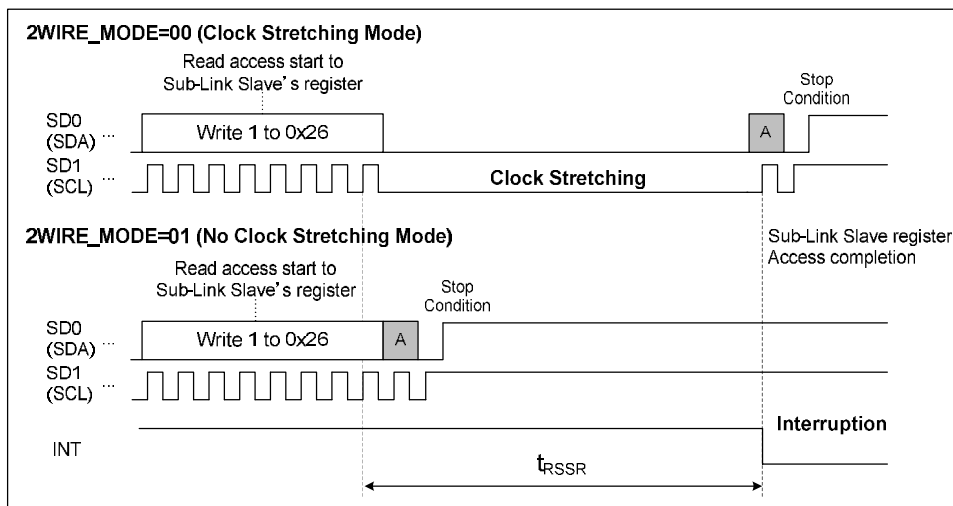 2WIRE_MODE=00 (Clock Stretching Mode)
Read access start to
Sub-Link Slave's register
Stop
Condition
SD0
(SDA) ...
Write 1 to 0x26
A
SD1
(SCL) ...
Clock Stretching
2WIRE_MODE=01 (No Clock Stretching Mode)
Sub-Link Slave register
Access completion
Read access start to
Sub-Link Slave's register
Stop
Condition
SD0
(SDA) ...
Write 1 to 0x26
A
SD1
(SCL) ...
Interruption
INT
tRSSR